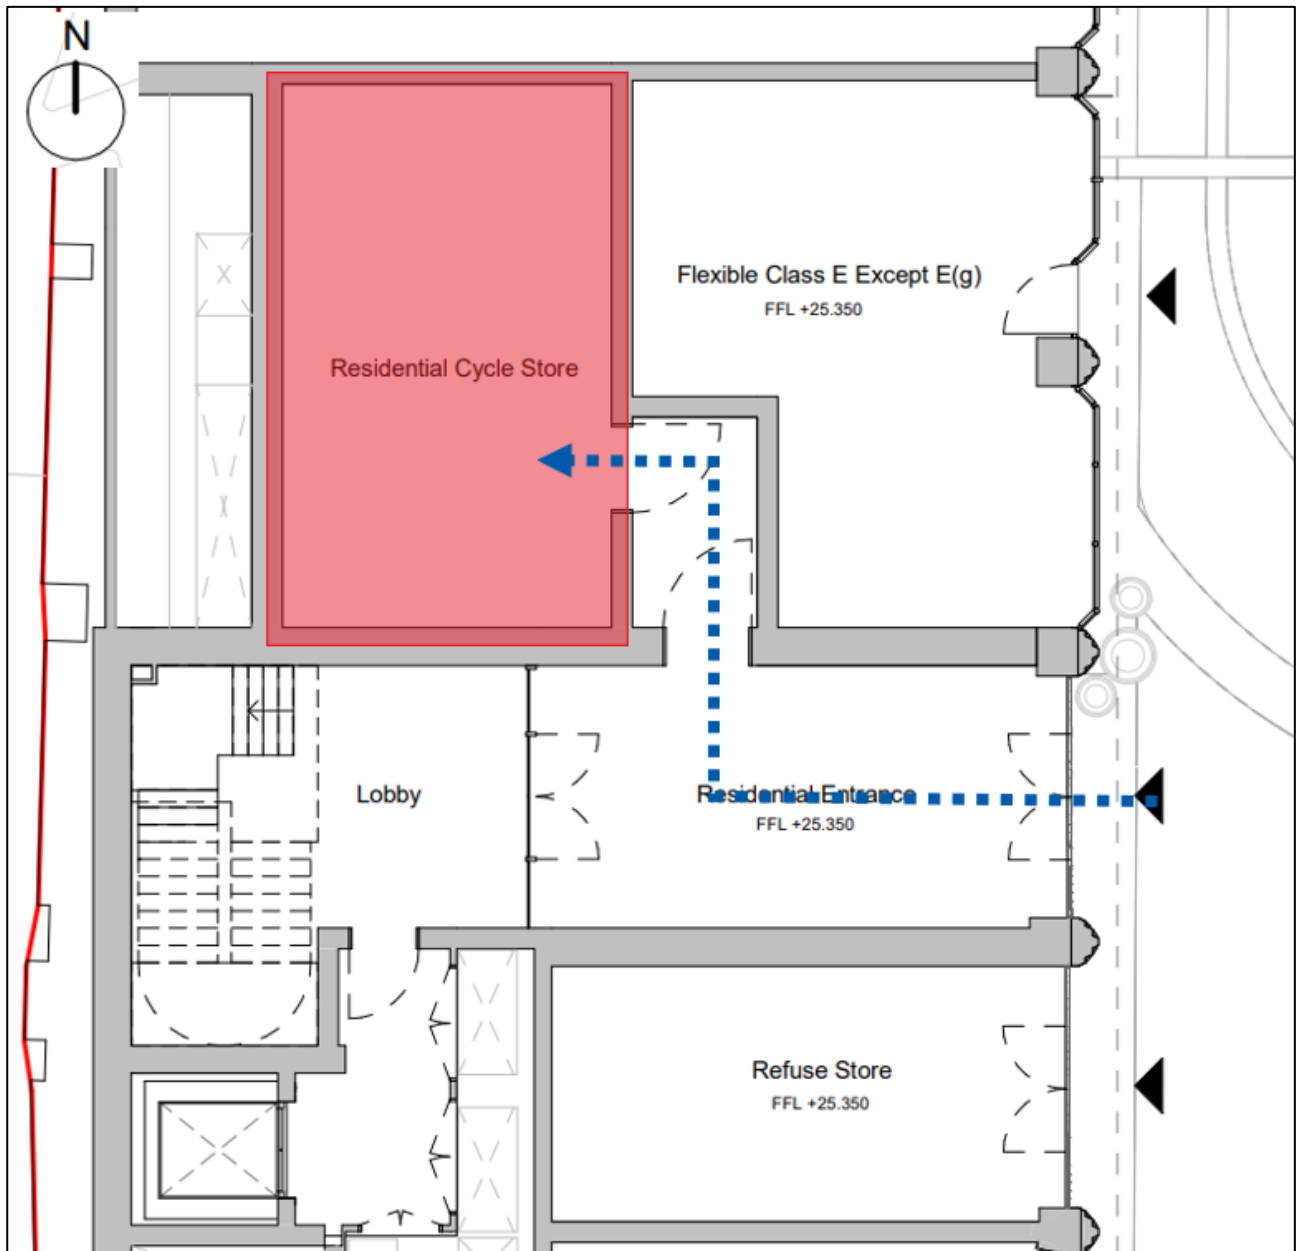 N
Flexible Class E Except E(g)
FFL +25.350
Residential Cycle Store
Lobby
Residential Entrance
FFL +25.350
Refuse Store
FFL +25.350